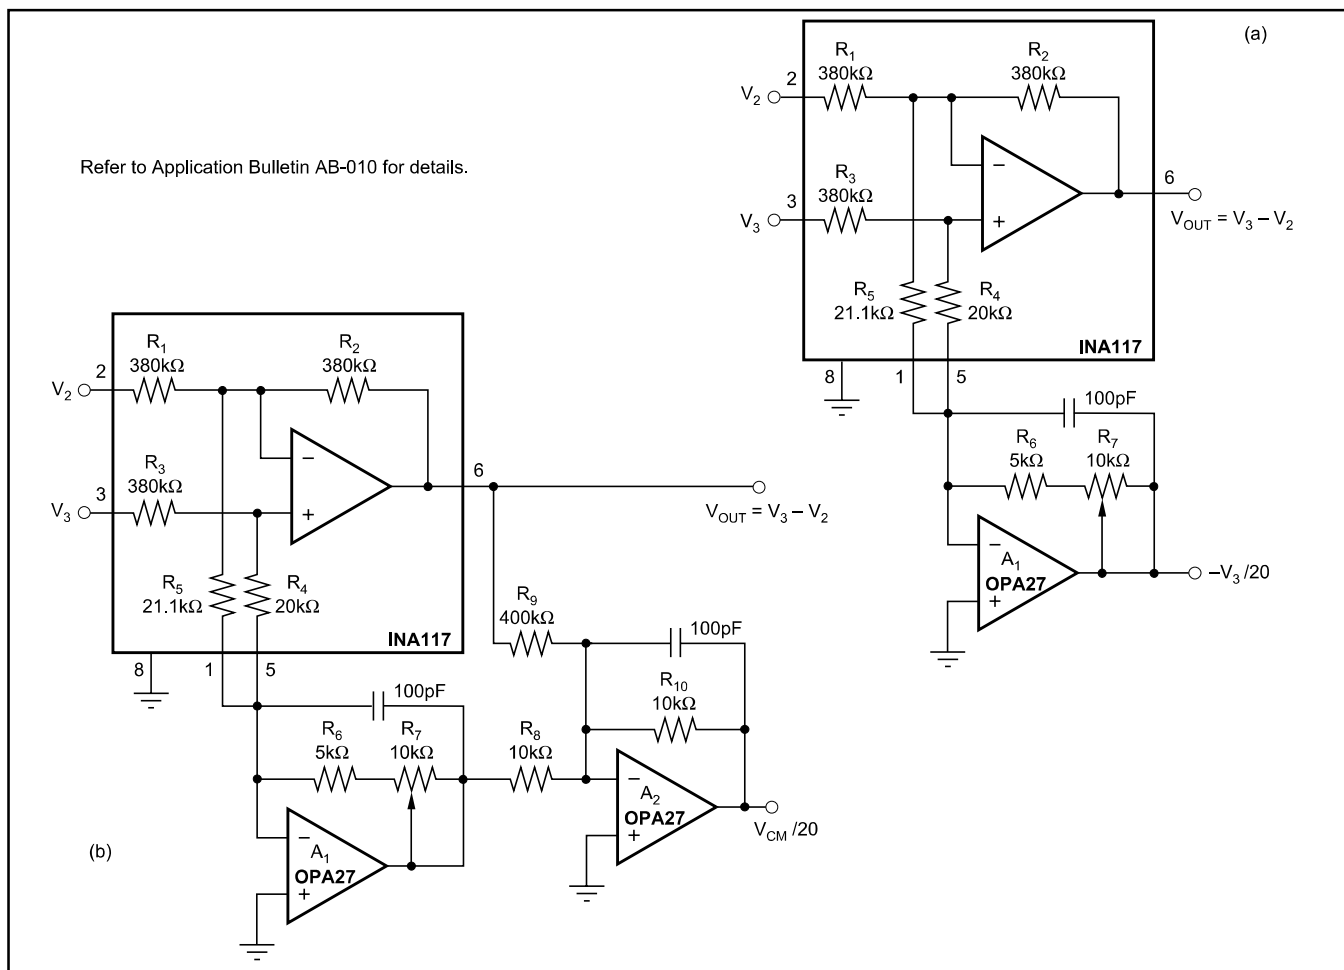 (a)
R1
380kΩ
R2
380kΩ
2
V2
Refer to Application Bulletin AB-010 for details.
R3
380kΩ
3
V3
−
+
6
VOUT = V3 – V2
R5
21.1kΩ
R4
20kΩ
INA117
8
1
5
100pF
R6
5kΩ
R7
10kΩ
−
A1
OPA27
+
–V3 /20
R1
380kΩ
R2
380kΩ
2
V2
R3
380kΩ
3
V3
−
+
6
VOUT = V3 – V2
R5
21.1kΩ
R4
20kΩ
INA117
8
1
5
R9
400kΩ
100pF
100pF
R6
5kΩ
R7
10kΩ
R8
10kΩ
R10
10kΩ
−
A2
OPA27
+
VCM /20
(b)
−
A1
OPA27
+